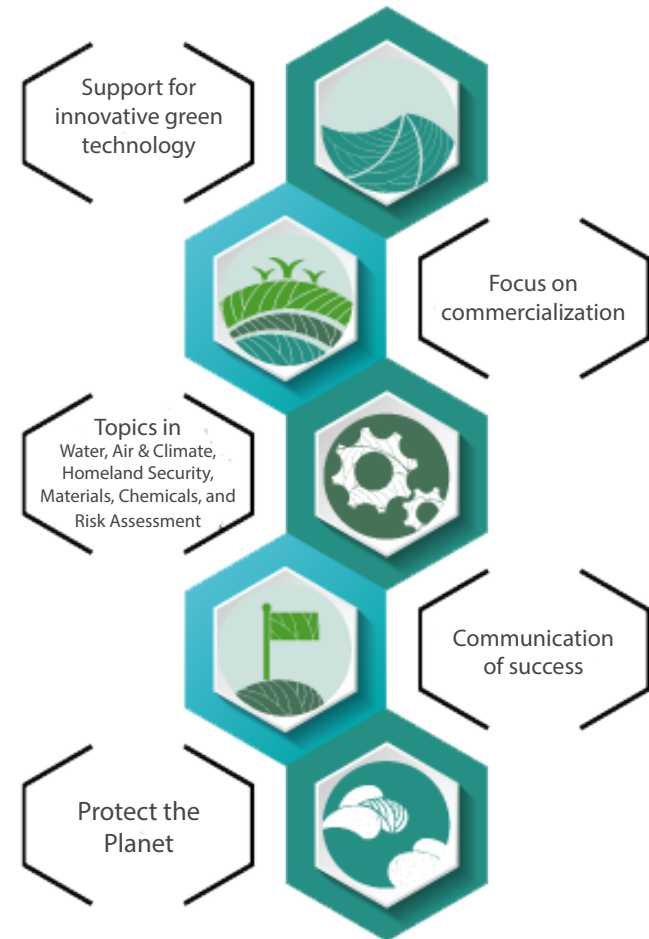 Support for
innovative green
technology
Focus on
commercialization
Topics in
Water, Air & Climate,
Homeland Security,
Materials, Chemicals, and
Risk Assessment
Communication
of success
Protect the
Planet